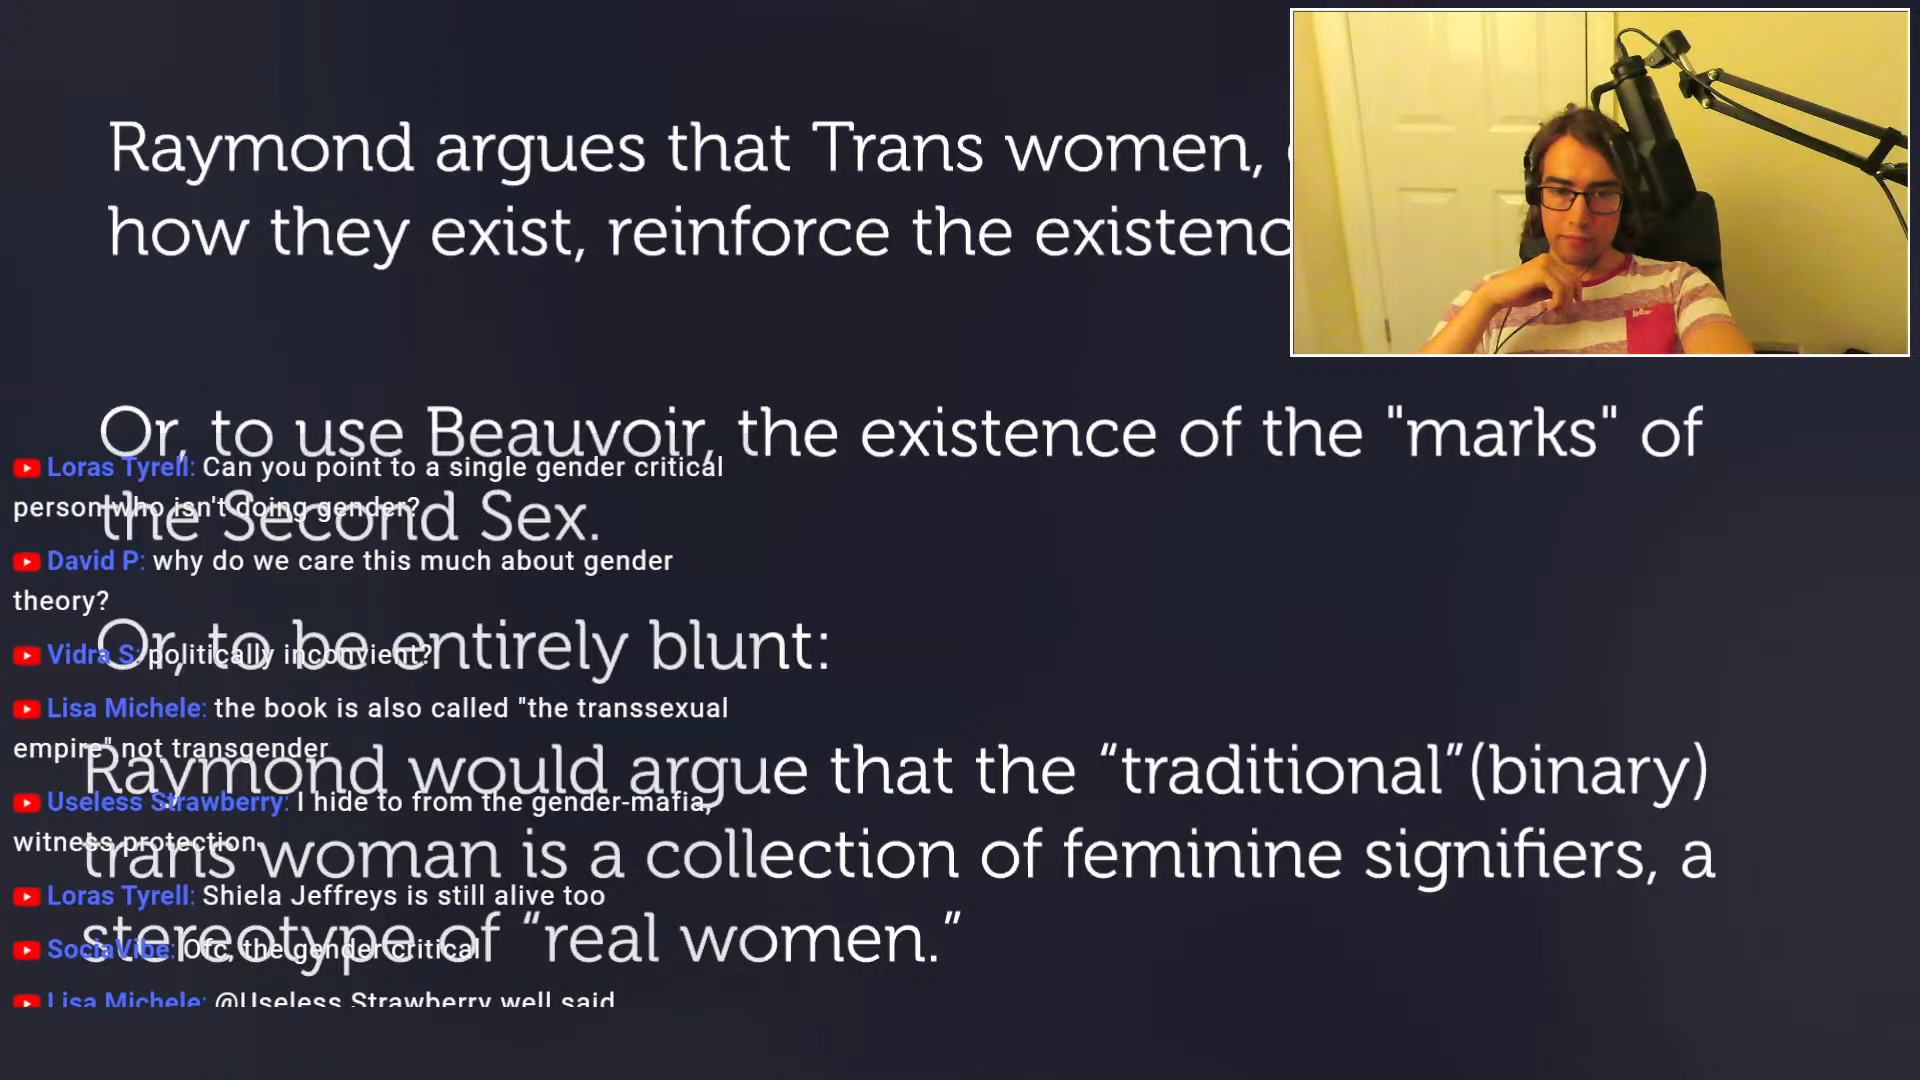 Raymond argues that Trans women,
how they exist, reinforce the
Or, to use Beauvoir, the existence of the "marks" of
the Second Sex.
Or, to be entirely blunt:
Raymond would argue that the “traditional”(binary)
trans woman is a collection of feminine signifiers, a
stereotype of “real women.”
Loras Tyrell: Can you point to a single gender critical
person who isn't doing gender?
David P: why do we care this much about gender
theory?
Vidra S: politically inconvient?
Lisa Michele: the book is also called "the transsexual
empire" not transgender
Useless Strawberry: I hide to from the gender-mafia,
witness protection
Loras Tyrell: Shiela Jeffreys is still alive too
SociaVibe: Ofc, the gender critical
Lisa Michele: @Useless Strawberry well said